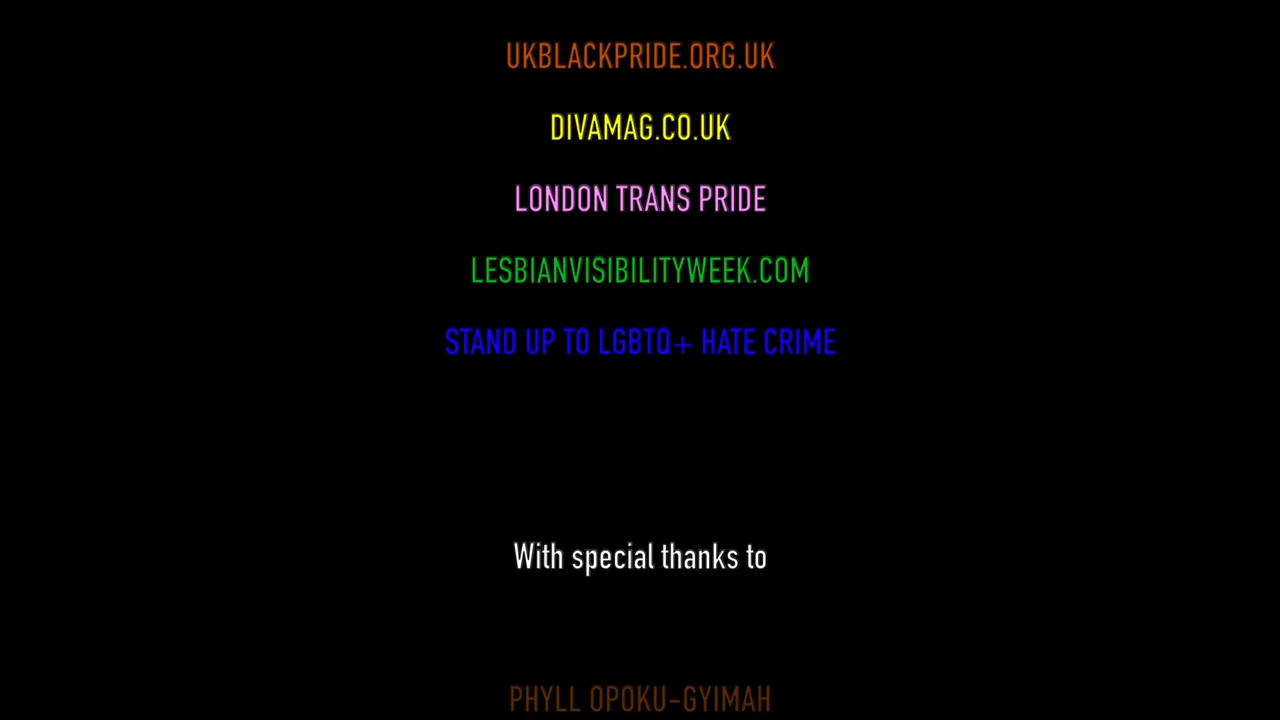 UKBLACKPRIDE.ORG.UK
DIVAMAG.CO.UK
LONDON TRANS PRIDE
LESBIANVISIBILITYWEEK.COM
STAND UP TO LGBTQ+ HATE CRIME
With special thanks to
PHYLL OPOKU-GYIMAH